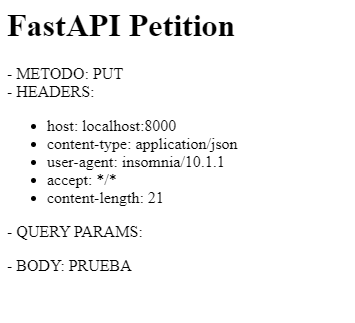 FastAPI Petition
- METODO: PUT
- HEADERS:
• host: localhost:8000
• content-type: application/json
• user-agent: insomnia/10.1.1
• accept: */*
• content-length: 21
- QUERY PARAMS:
- BODY: PRUEBA